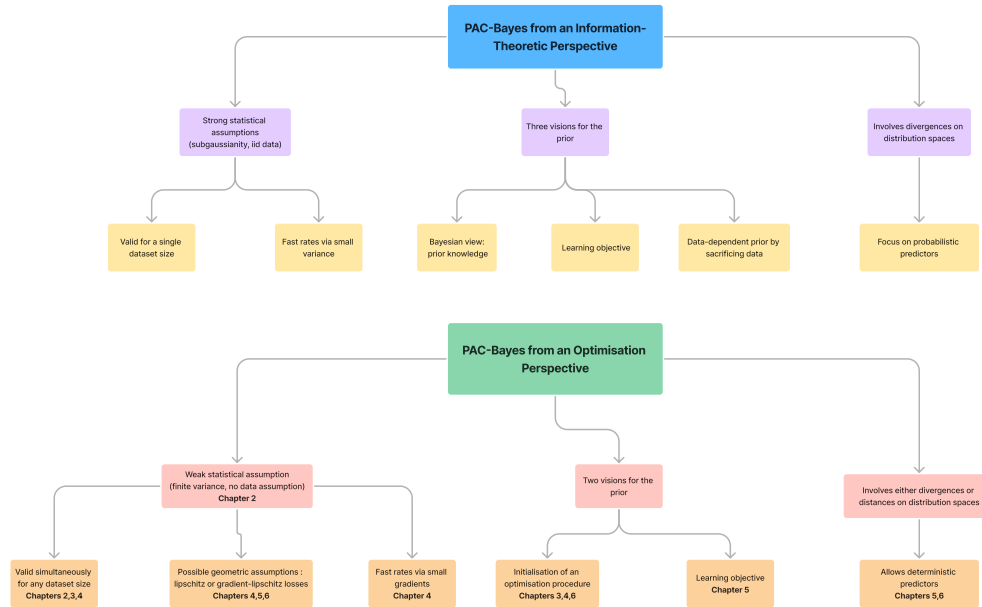 PAC-Bayes from an Information-
Theoretic Perspective
Strong statistical
assumptions
(subgaussianity, iid data)
Three visions for the
prior
Involves divergences on
distribution spaces
Valid for a single
dataset size
Fast rates via small
variance
Bayesian view:
prior knowledge
Learning objective
Data-dependent prior by
sacrificing data
Focus on probabilistic
predictors
PAC-Bayes from an Optimisation
Perspective
Weak statistical assumption
(finite variance, no data assumption)
Chapter 2
Two visions for the
prior
Involves either divergences or
distances on distribution spaces
Valid simultaneously
for any dataset size
Chapters 2,3,4
Possible geometric assumptions :
lipschitz or gradient-lipschitz losses
Chapters 4,5,6
Fast rates via small
gradients
Chapter 4
Initialisation of an
optimisation procedure
Chapters 3,4,6
Learning objective
Chapter 5
Allows deterministic
predictors
Chapters 5,6